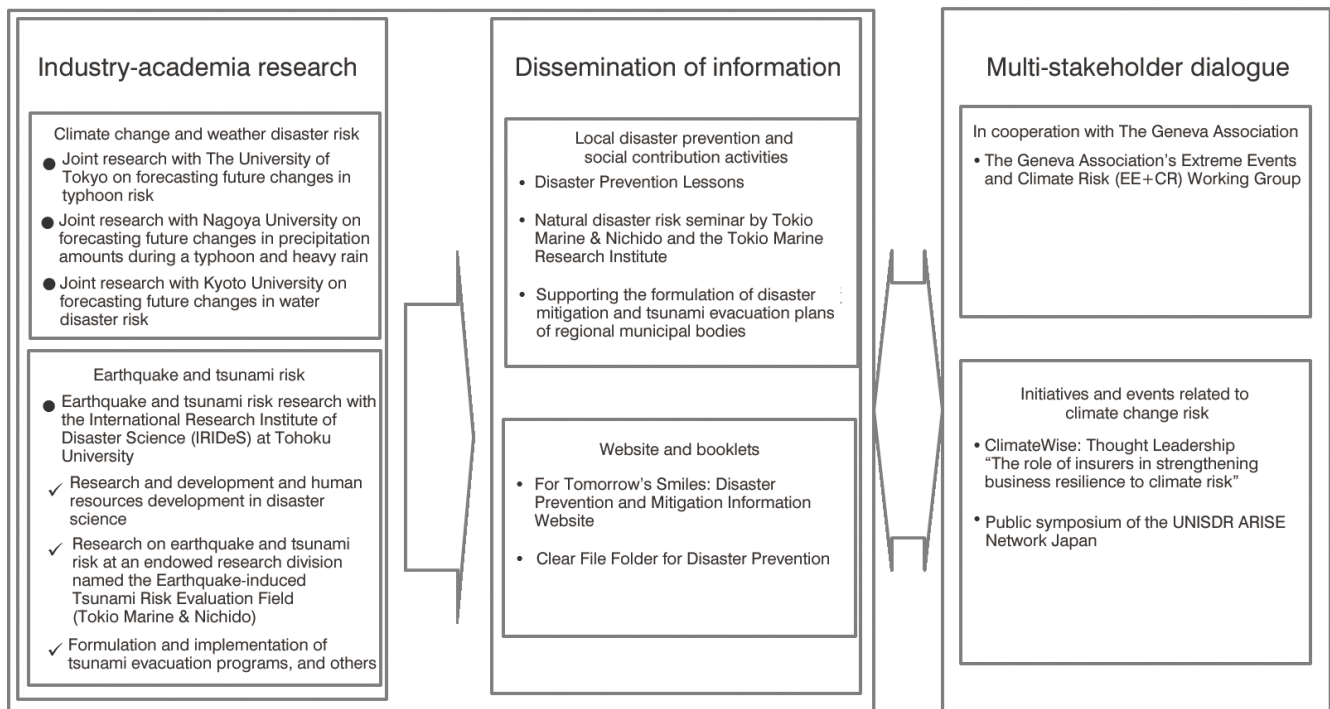 Industry-academia research
Climate change and weather disaster risk
● Joint research with The University of
Tokyo on forecasting future changes in
typhoon risk
● Joint research with Nagoya University on
forecasting future changes in precipitation
amounts during a typhoon and heavy rain
● Joint research with Kyoto University on
forecasting future changes in water
disaster risk
Earthquake and tsunami risk
● Earthquake and tsunami risk research with
the International Research Institute of
Disaster Science (IRIDeS) at Tohoku
University
✓ Research and development and human
resources development in disaster
science
✓ Research on earthquake and tsunami
risk at an endowed research division
named the Earthquake-induced
Tsunami Risk Evaluation Field
(Tokio Marine & Nichido)
✓ Formulation and implementation of
tsunami evacuation programs, and others
Dissemination of information
Local disaster prevention and
social contribution activities
• Disaster Prevention Lessons
• Natural disaster risk seminar by Tokio
Marine & Nichido and the Tokio Marine
Research Institute
• Supporting the formulation of disaster
mitigation and tsunami evacuation plans
of regional municipal bodies
Website and booklets
• For Tomorrow's Smiles: Disaster
Prevention and Mitigation Information
Website
• Clear File Folder for Disaster Prevention
Multi-stakeholder dialogue
In cooperation with The Geneva Association
• The Geneva Association's Extreme Events
and Climate Risk (EE+CR) Working Group
Initiatives and events related to
climate change risk
• ClimateWise: Thought Leadership
“The role of insurers in strengthening
business resilience to climate risk”
• Public symposium of the UNISDR ARISE
Network Japan